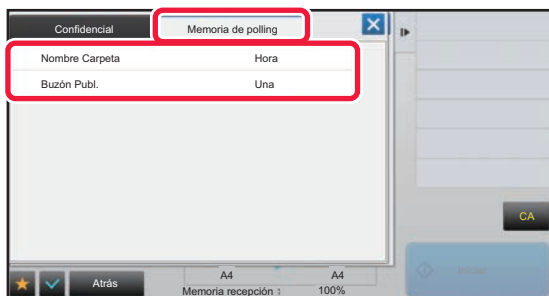 Confidencial Memoria de polling
Nombre Carpeta Hora
Buzón Publ. Una
CA
A4 A4
Atrás
Memoria recepción : 100%